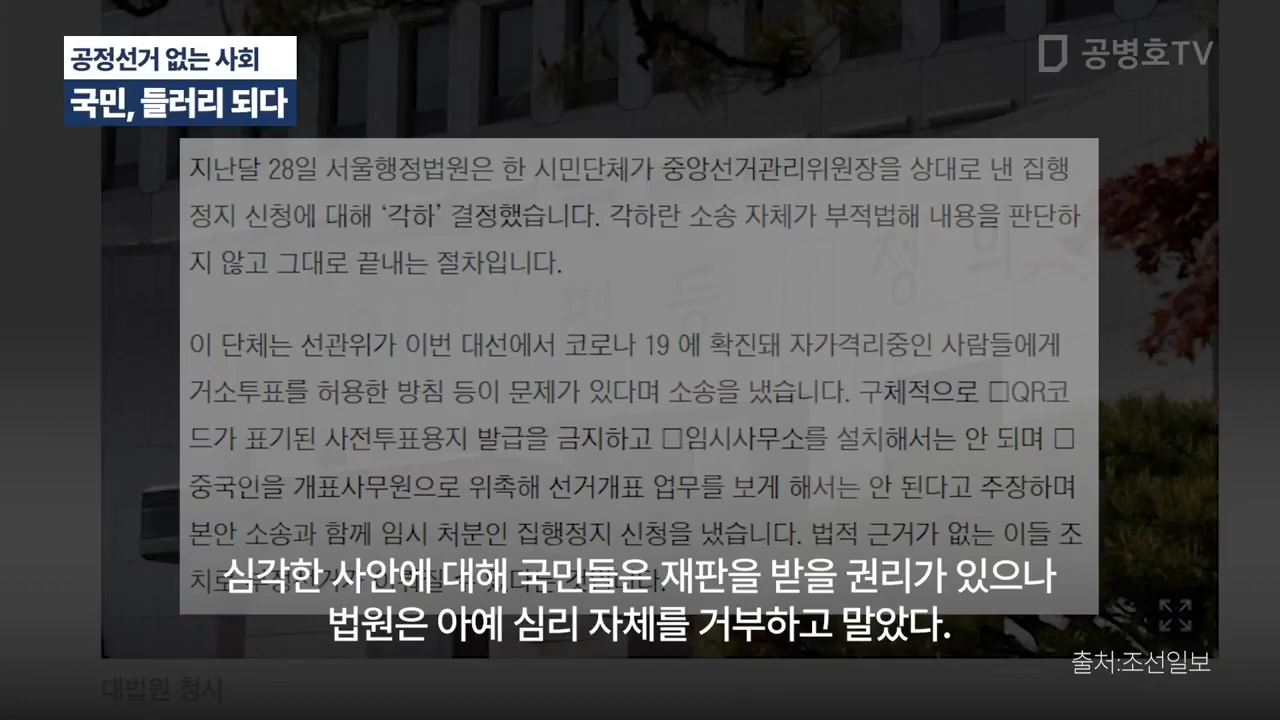 공정선거 없는 사회
국민, 들러리 되다
공병호TV
지난달 28일 서울행정법원은 한 시민단체가 중앙선거관리위원장을 상대로 낸 집행
정지 신청에 대해 ‘각하’ 결정했습니다. 각하란 소송 자체가 부적법해 내용을 판단하
지 않고 그대로 끝내는 절차입니다.
이 단체는 선관위가 이번 대선에서 코로나 19 에 확진돼 자가격리중인 사람들에게
거소투표를 허용한 방침 등이 문제가 있다며 소송을 냈습니다. 구체적으로 □QR코
드가 표기된 사전투표용지 발급을 금지하고 □임시사무소를 설치해서는 안 되며 □
중국인을 개표사무원으로 위촉해 선거개표 업무를 보게 해서는 안 된다고 주장하며
본안 소송과 함께 임시 처분인 집행정지 신청을 냈습니다. 법적 근거가 없는 이들 조
심각한 사안에 대해 국민들은 재판을 받을 권리가 있으나
법원은 아예 심리 자체를 거부하고 말았다.
출처:조선일보
대법원 청사